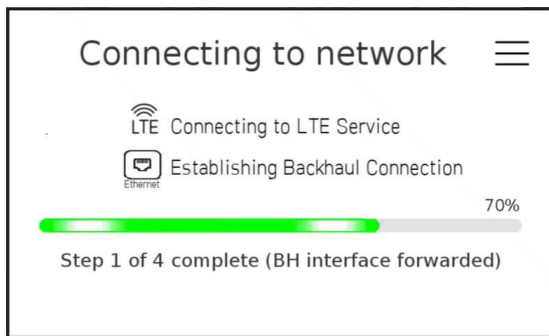 Connecting to network
LTE Connecting to LTE Service
Ethernet Establishing Backhaul Connection
70%
Step 1 of 4 complete (BH interface forwarded)